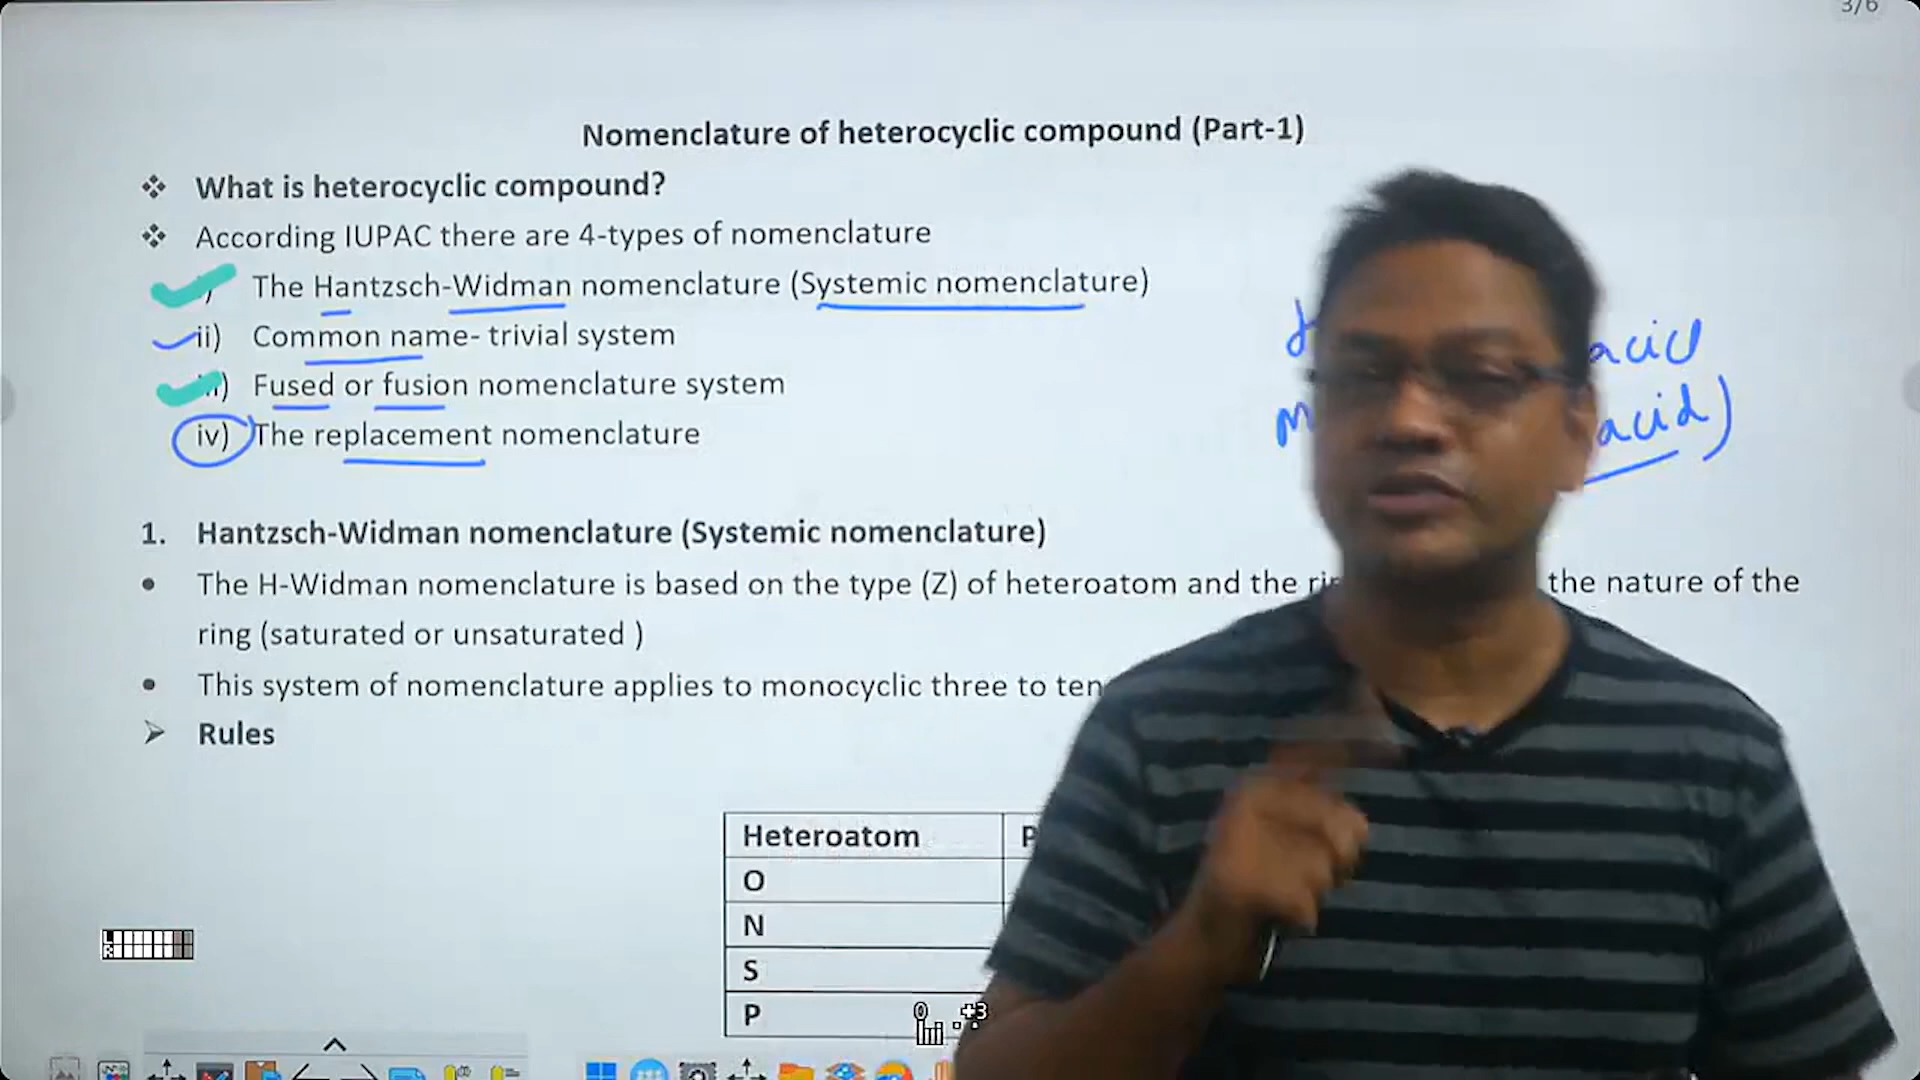 3/6
Nomenclature of heterocyclic compound (Part-1)
❖ What is heterocyclic compound?
❖ According IUPAC there are 4-types of nomenclature
The Hantzsch-Widman nomenclature (Systemic nomenclature)
ii) Common name- trivial system
Fused or fusion nomenclature system
iv) The replacement nomenclature
acid
acid)
1. Hantzsch-Widman nomenclature (Systemic nomenclature)
• The H-Widman nomenclature is based on the type (Z) of heteroatom and the the nature of the
ring (saturated or unsaturated )
• This system of nomenclature applies to monocyclic three to ten
➢ Rules
Heteroatom P
O
N
S
P
L
R
0 +3